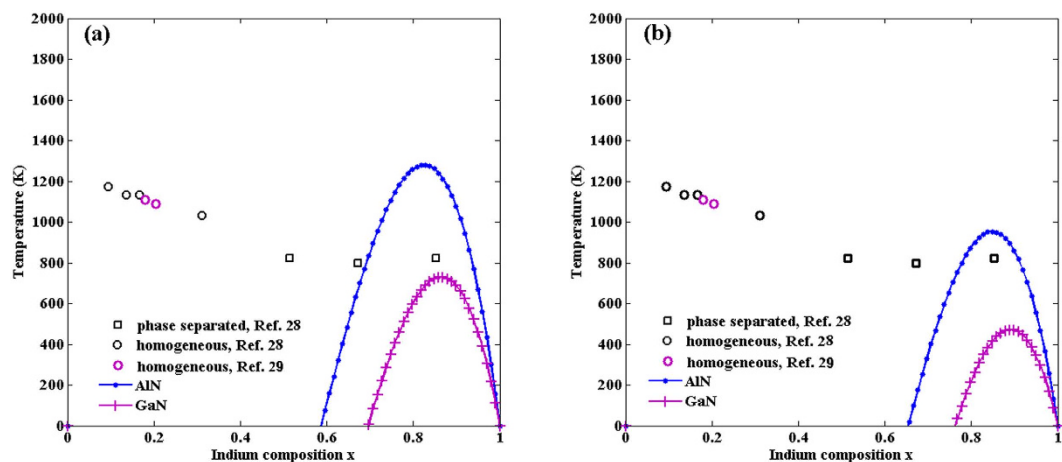 (a)
2000
1800
1600
1400
1200
1000
800
600
400
200
0
Temperature (K)
phase separated, Ref. 28
homogeneous, Ref. 28
homogeneous, Ref. 29
AlN
GaN
0 0.2 0.4 0.6 0.8 1
Indium composition x
(b)
2000
1800
1600
1400
1200
1000
800
600
400
200
0
Temperature (K)
phase separated, Ref. 28
homogeneous, Ref. 28
homogeneous, Ref. 29
AlN
GaN
0 0.2 0.4 0.6 0.8 1
Indium composition x